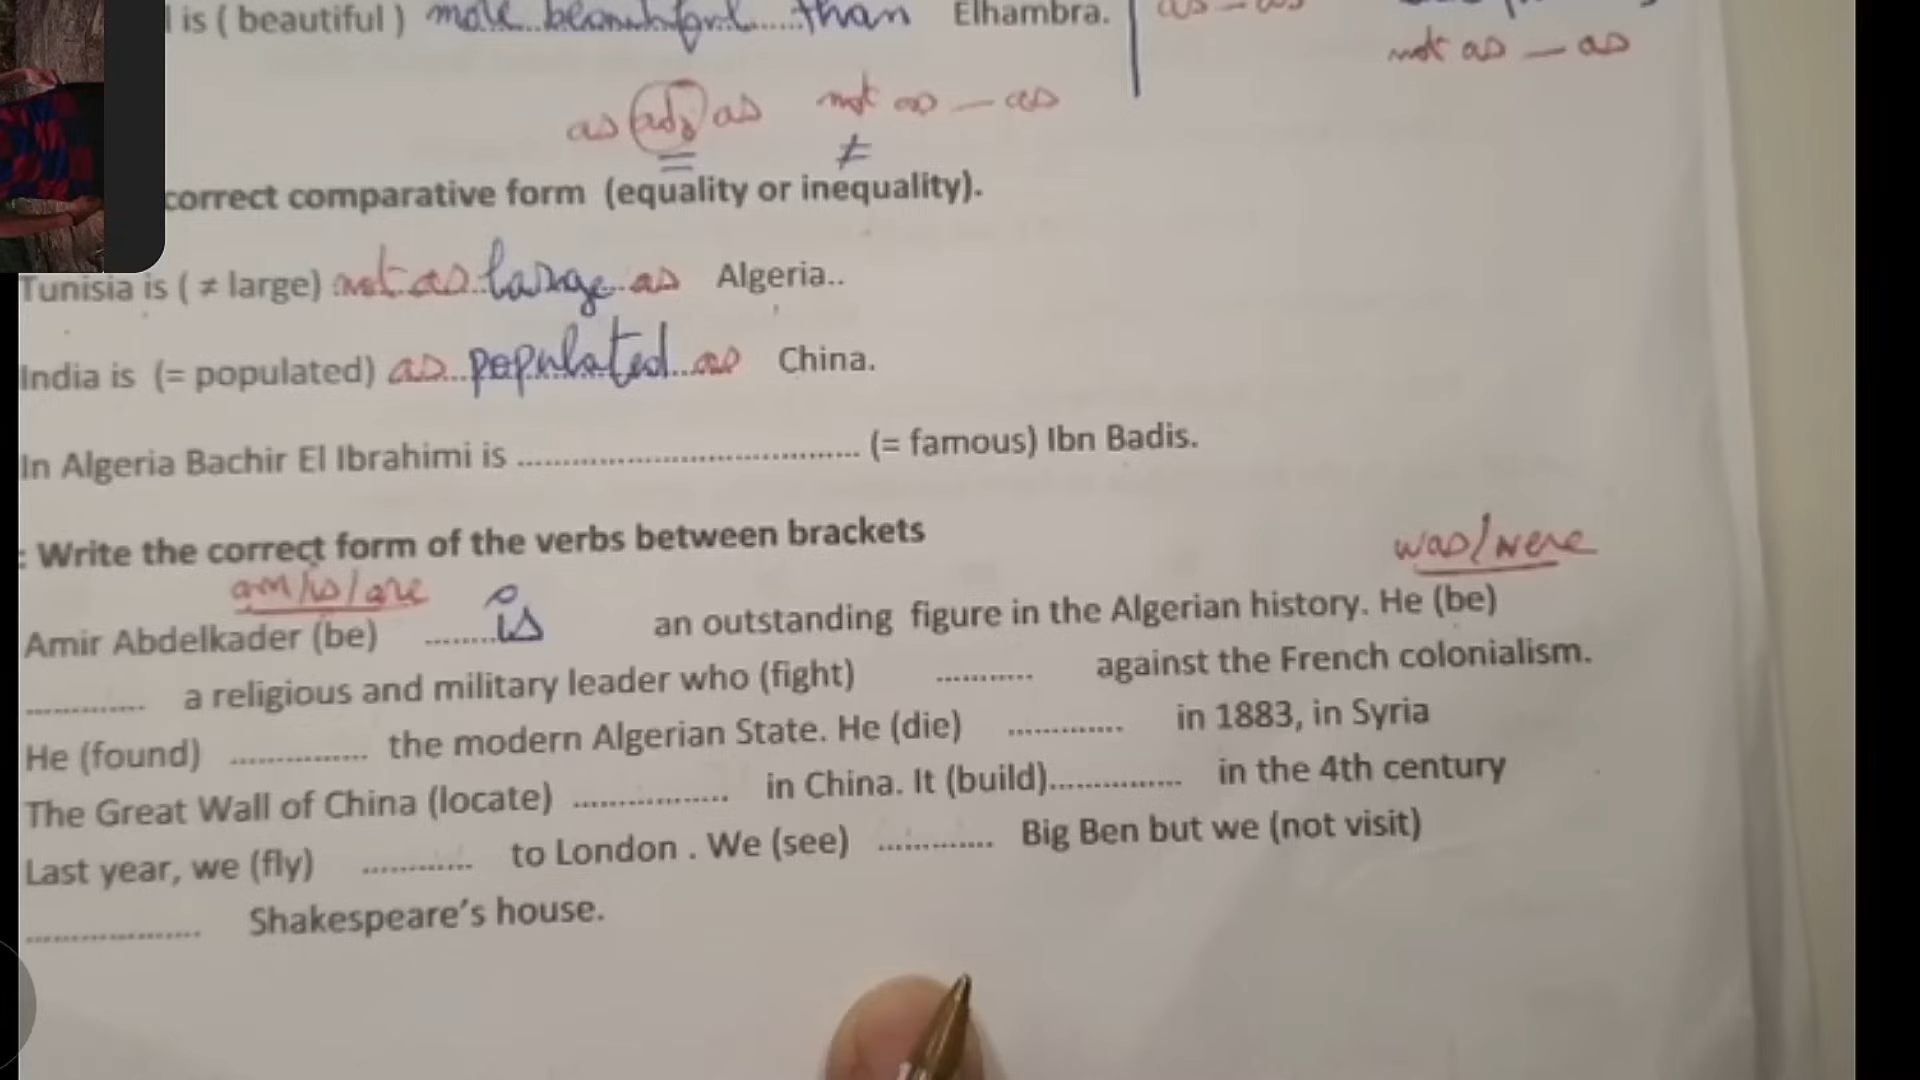 is ( beautiful ) more beautiful than Elhambra. as - as
not as - as
as (adj) as not as - as
= ≠
correct comparative form (equality or inequality).
Tunisia is ( ≠ large) not as large as Algeria..
India is (= populated) as populated as China.
In Algeria Bachir El Ibrahimi is ................................... (= famous) Ibn Badis.
: Write the correct form of the verbs between brackets
am/is/are was/were
Amir Abdelkader (be) ........is an outstanding figure in the Algerian history. He (be)
............. a religious and military leader who (fight) ........... against the French colonialism.
He (found) ............... the modern Algerian State. He (die) ............. in 1883, in Syria
The Great Wall of China (locate) ................. in China. It (build)............... in the 4th century
Last year, we (fly) ............ to London . We (see) ............. Big Ben but we (not visit)
................... Shakespeare's house.